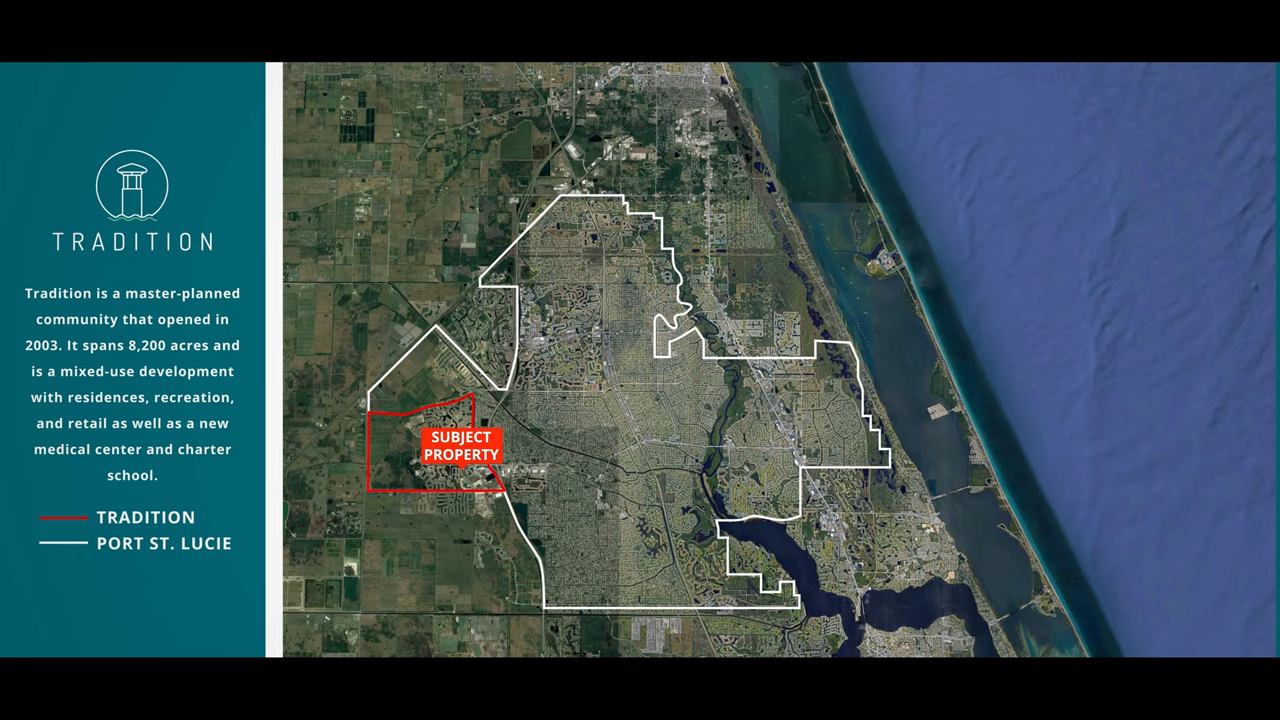 TRADITION
Tradition is a master-planned
community that opened in
2003. It spans 8,200 acres and
is a mixed-use development
with residences, recreation,
and retail as well as a new
medical center and charter
school.
TRADITION
PORT ST. LUCIE
SUBJECT
PROPERTY